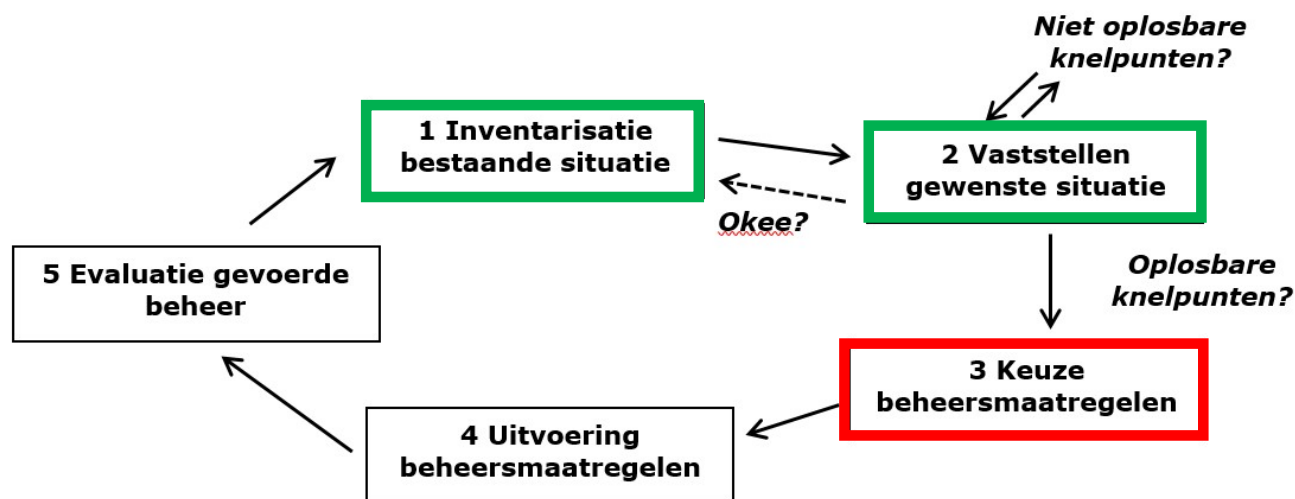 Niet oplosbare
knelpunten?
1 Inventarisatie
bestaande situatie
2 Vaststellen
gewenste situatie
Okee?
5 Evaluatie gevoerde
beheer
Oplosbare
knelpunten?
3 Keuze
beheersmaatregelen
4 Uitvoering
beheersmaatregelen